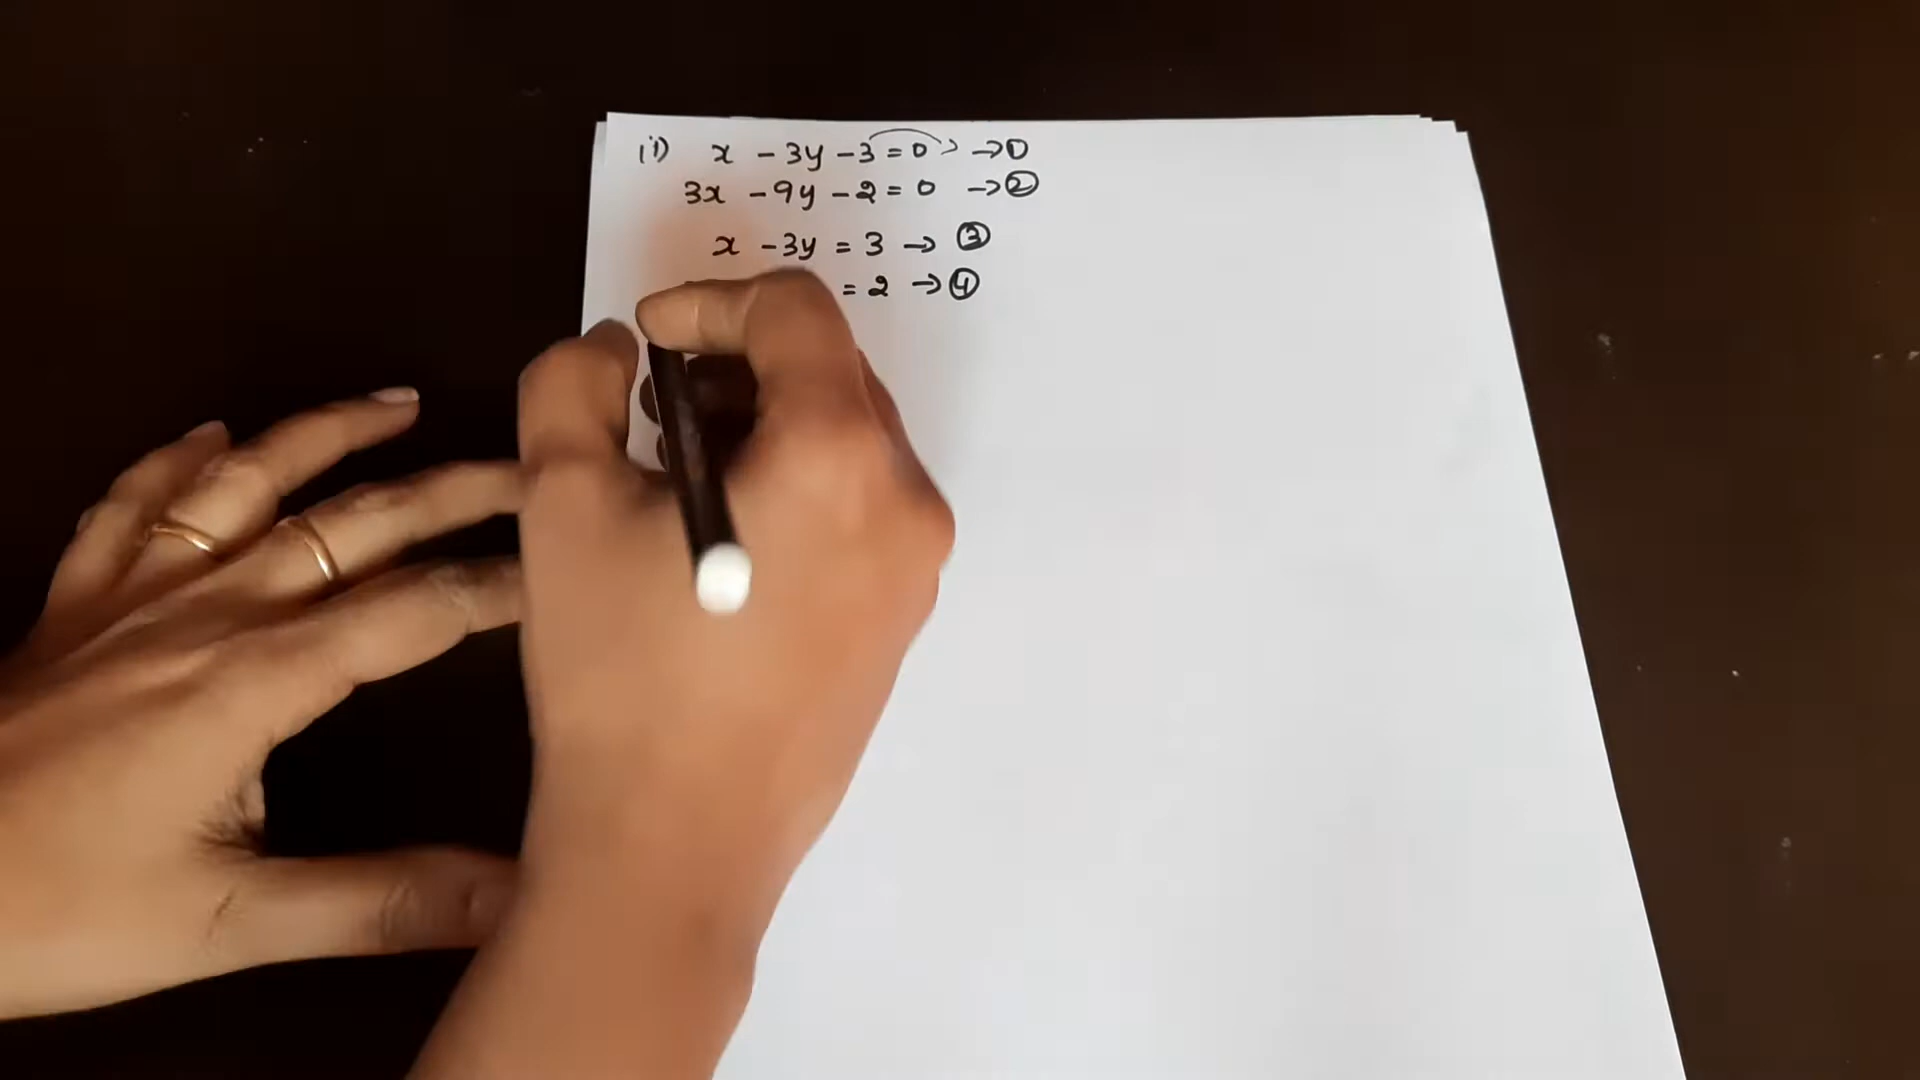 i) x - 3y - 3 = 0 → ①
3x - 9y - 2 = 0 → ②
x - 3y = 3 → ③
= 2 → ④